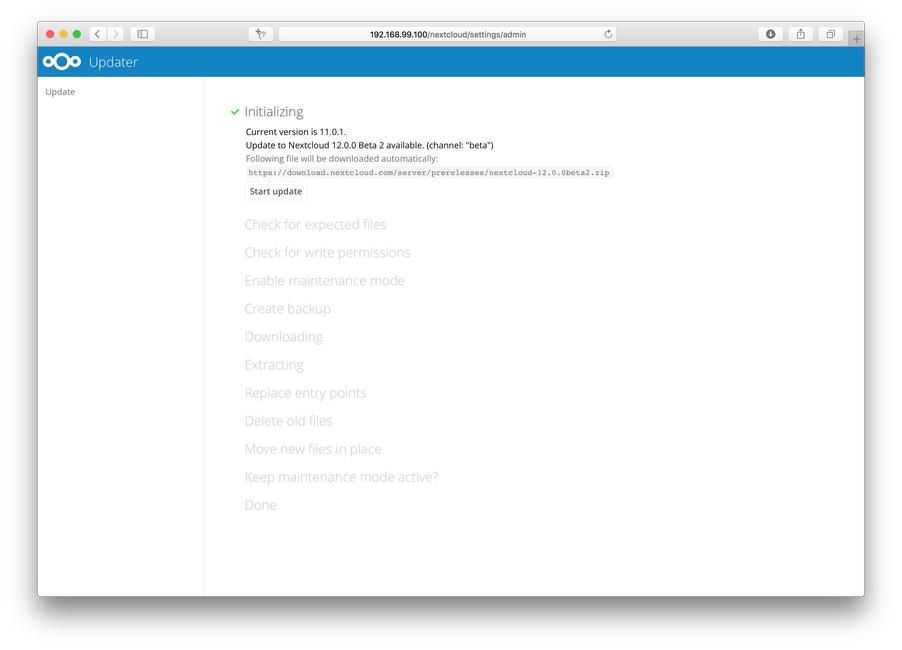 192.168.99.100/nextcloud/settings/admin
Updater
Update
Initializing
Current version is 11.0.1.
Update to Nextcloud 12.0.0 Beta 2 available. (channel: "beta")
Following file will be downloaded automatically:
https://download.nextcloud.com/server/prereleases/nextcloud-12.0.0beta2.zip
Start update
Check for expected files
Check for write permissions
Enable maintenance mode
Create backup
Downloading
Extracting
Replace entry points
Delete old files
Move new files in place
Keep maintenance mode active?
Done